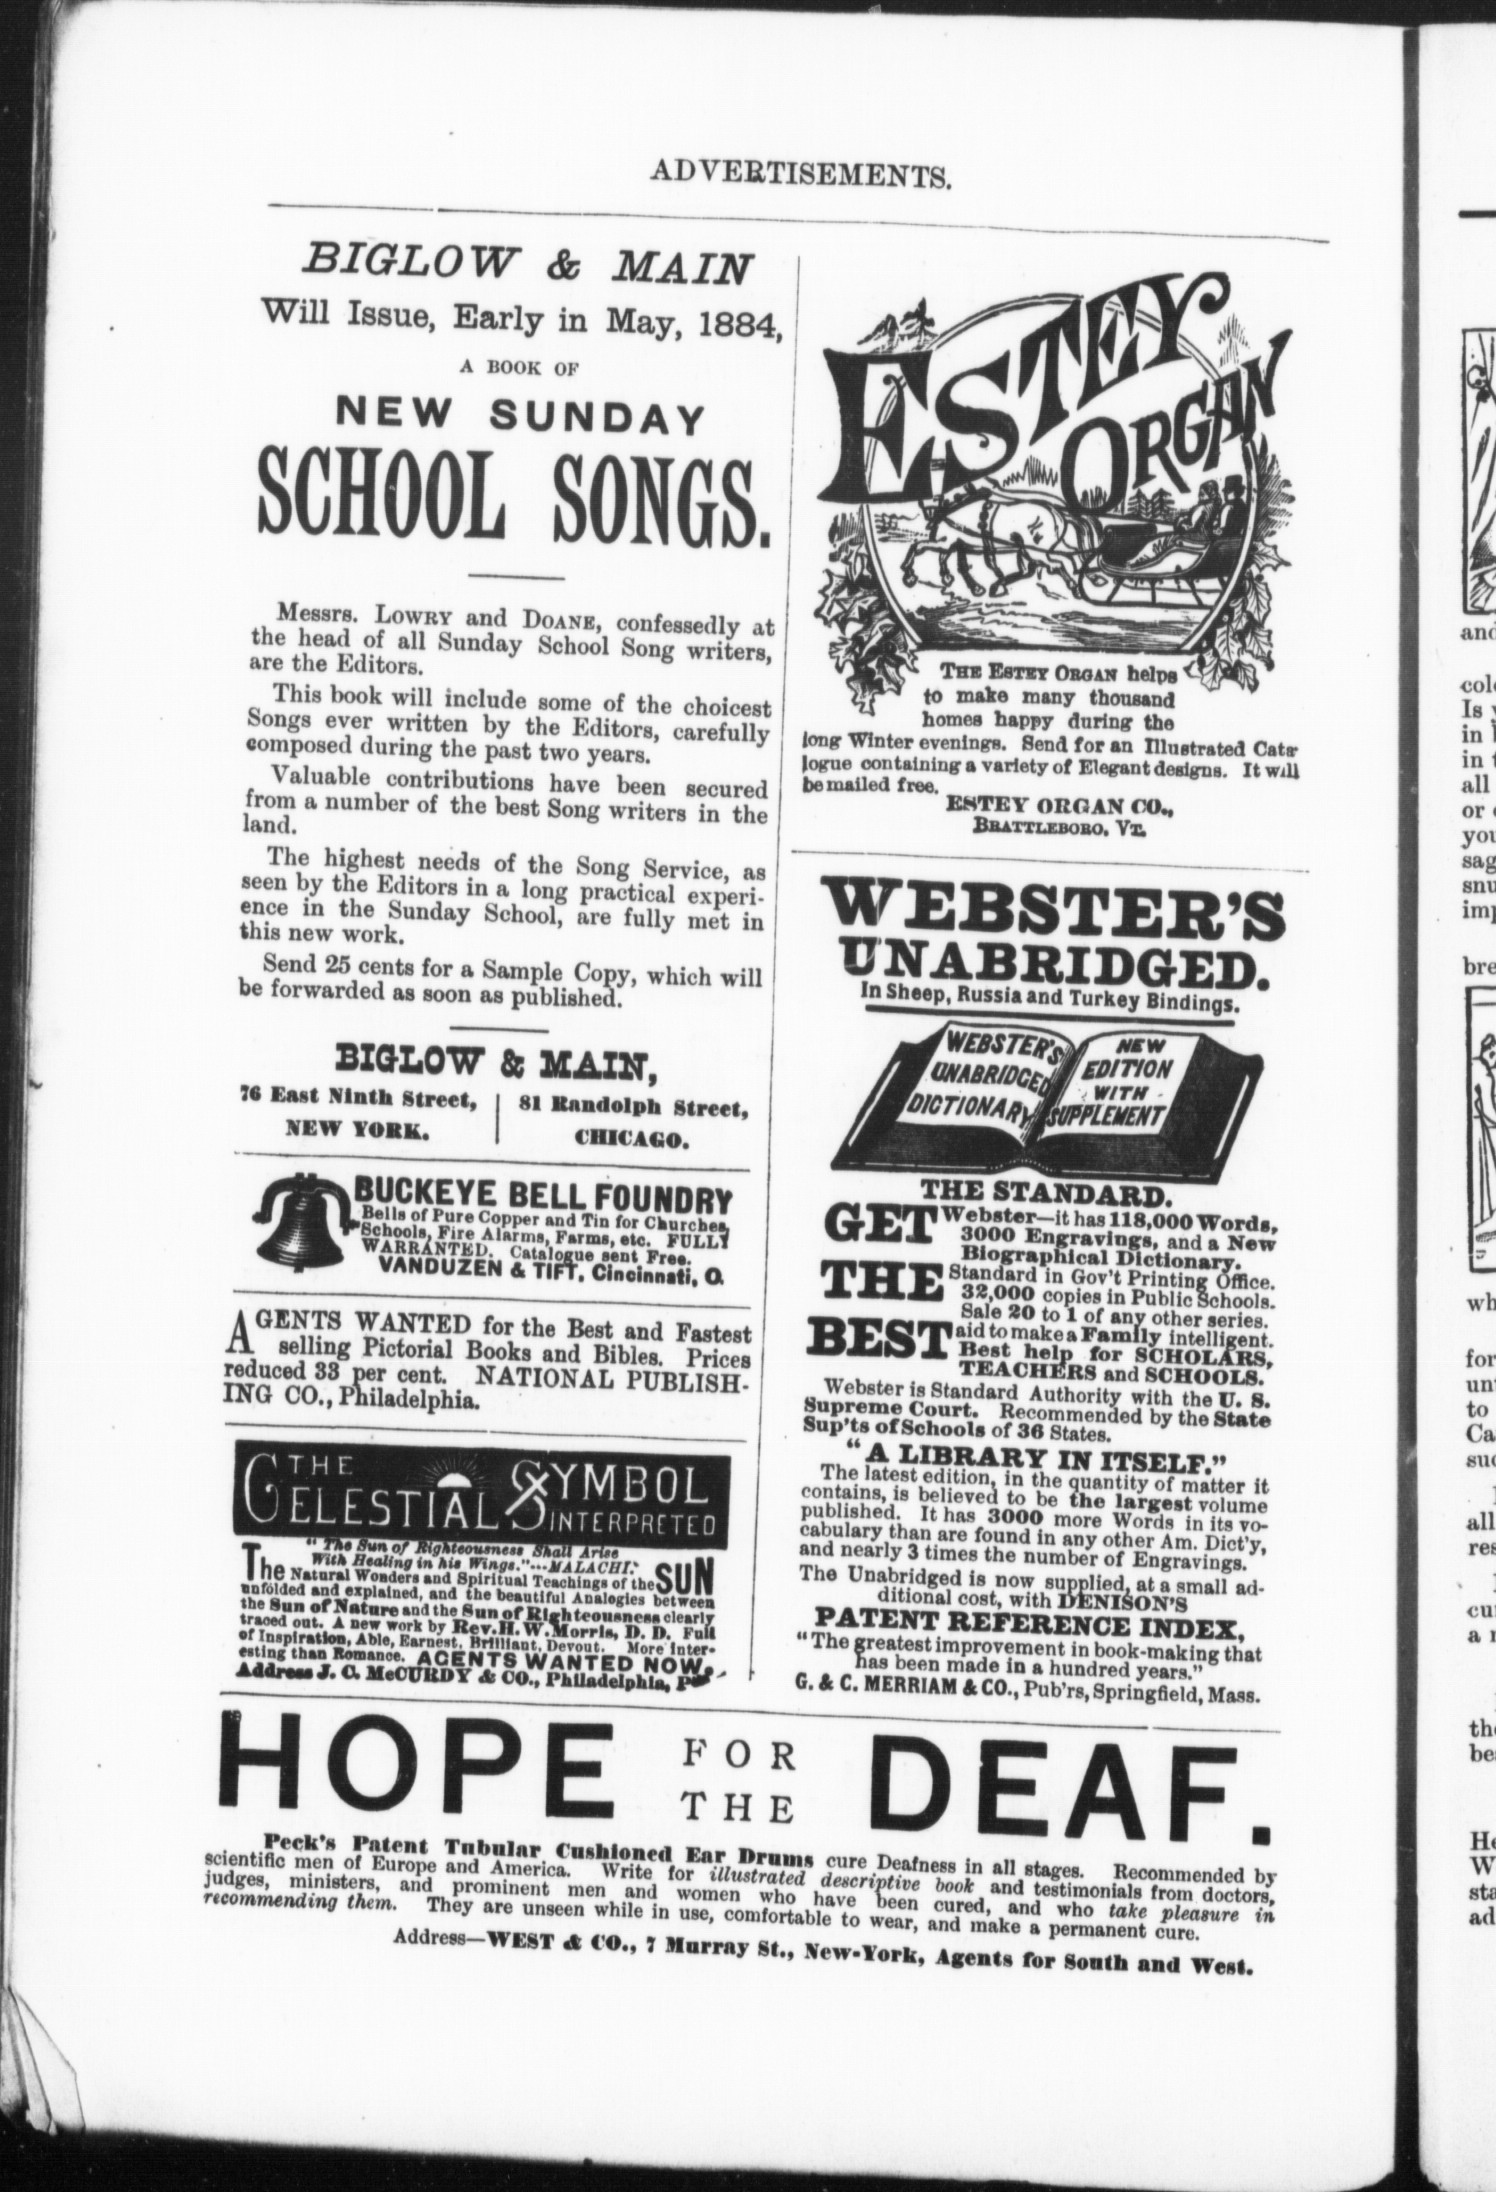 ADVERTISEMENTS.
BIGLOW & MAIN
Will Issue, Early in May, 1884,
A BOOK OF
NEW SUNDAY
SCHOOL SONGS.
Messrs. LOWRY and DOANE, confessedly at
the head of all Sunday School Song writers,
are the Editors.
This book will include some of the choicest
Songs ever written by the Editors, carefully
composed during the past two years.
Valuable contributions have been secured
from a number of the best Song writers in the
land.
The highest needs of the Song Service, as
seen by the Editors in a long practical experi-
ence in the Sunday School, are fully met in
this new work.
Send 25 cents for a Sample Copy, which will
be forwarded as soon as published.
BIGLOW & MAIN,
76 East Ninth Street,
NEW YORK.
81 Randolph Street,
CHICAGO.
BUCKEYE BELL FOUNDRY
Bells of Pure Copper and Tin for Churches,
Schools, Fire Alarms, Farms, etc. FULLY
WARRANTED. Catalogue sent Free.
VANDUZEN & TIFT, Cincinnati, O.
AGENTS WANTED for the Best and Fastest
selling Pictorial Books and Bibles. Prices
reduced 33 per cent. NATIONAL PUBLISH-
ING CO., Philadelphia.
THE
CELESTIAL SYMBOL
INTERPRETED
"The Sun of Righteousness Shall Arise
With Healing in his Wings."---MALACHI:
The Natural Wonders and Spiritual Teachings of the SUN
unfolded and explained, and the beautiful Analogies between
the Sun of Nature and the Sun of Righteousness clearly
traced out. A new work by Rev. H. W. Morris, D. D. Full
of Inspiration, Able, Earnest, Brilliant, Devout. More inter-
esting than Romance. AGENTS WANTED NOW.
Address J. C. McCURDY & CO., Philadelphia, Pa
ESTEY
ORGAN
THE ESTEY ORGAN helps
to make many thousand
homes happy during the
long Winter evenings. Send for an Illustrated Cata-
logue containing a variety of Elegant designs. It will
be mailed free.
ESTEY ORGAN CO.,
BRATTLEBORO, VT.
WEBSTER'S
UNABRIDGED.
In Sheep, Russia and Turkey Bindings.
WEBSTER'S
UNABRIDGED
DICTIONARY
NEW
EDITION
WITH
SUPPLEMENT
THE STANDARD.
GET Webster—it has 118,000 Words,
3000 Engravings, and a New
Biographical Dictionary.
THE Standard in Gov't Printing Office.
32,000 copies in Public Schools.
Sale 20 to 1 of any other series.
BEST aid to make a Family intelligent.
Best help for SCHOLARS,
TEACHERS and SCHOOLS.
Webster is Standard Authority with the U. S.
Supreme Court. Recommended by the State
Sup'ts of Schools of 36 States.
"A LIBRARY IN ITSELF."
The latest edition, in the quantity of matter it
contains, is believed to be the largest volume
published. It has 3000 more Words in its vo-
cabulary than are found in any other Am. Dict'y,
and nearly 3 times the number of Engravings.
The Unabridged is now supplied, at a small ad-
ditional cost, with DENISON'S
PATENT REFERENCE INDEX,
"The greatest improvement in book-making that
has been made in a hundred years."
G. & C. MERRIAM & CO., Pub'rs, Springfield, Mass.
HOPE FOR THE DEAF.
Peck's Patent Tubular Cushioned Ear Drums cure Deafness in all stages. Recommended by
scientific men of Europe and America. Write for illustrated descriptive book and testimonials from doctors,
judges, ministers, and prominent men and women who have been cured, and who take pleasure in
recommending them. They are unseen while in use, comfortable to wear, and make a permanent cure.
Address—WEST & CO., 7 Murray St., New-York, Agents for South and West.